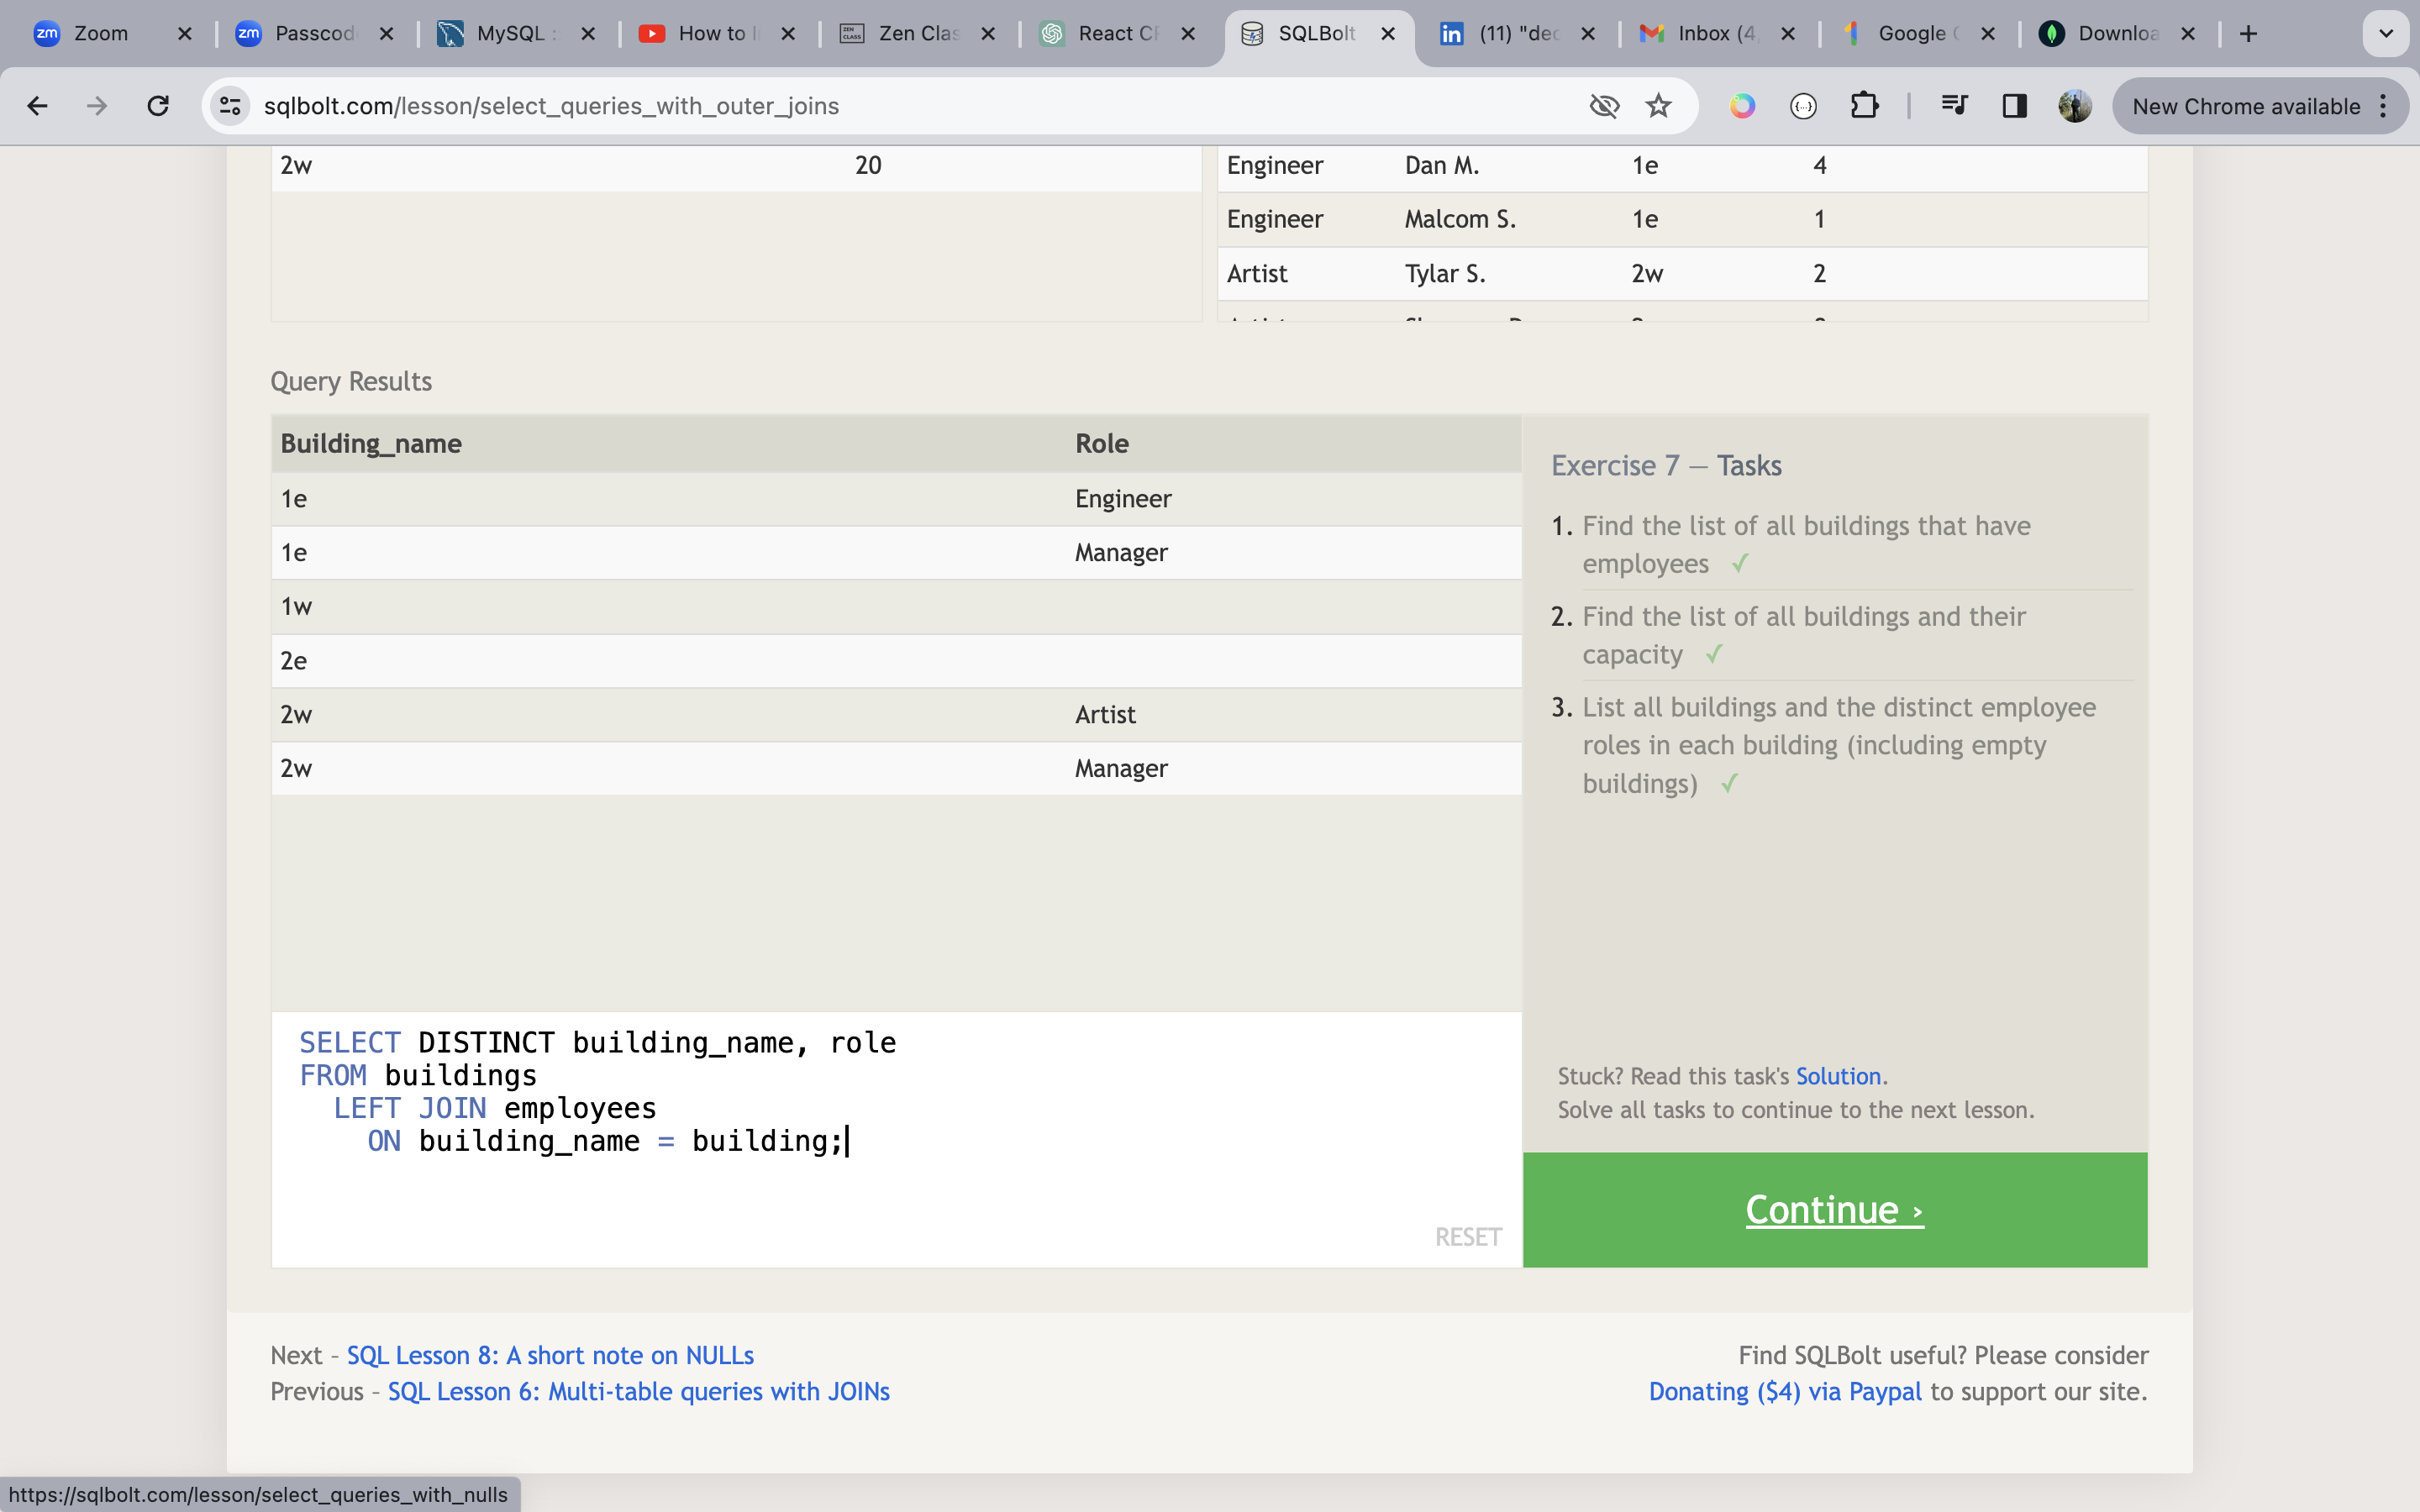 Zoom
Passcod
MySQL :
How to I
Zen Clas
React C
SQLBolt
(11) "dec
Inbox (4,
Google
Downloa
sqlbolt.com/lesson/select_queries_with_outer_joins
New Chrome available
2w 20
Engineer Dan M. 1e 4
Engineer Malcom S. 1e 1
Artist Tylar S. 2w 2
Query Results
Building_name Role
1e Engineer
1e Manager
1w
2e
2w Artist
2w Manager
Exercise 7 — Tasks
1. Find the list of all buildings that have
employees ✓
2. Find the list of all buildings and their
capacity ✓
3. List all buildings and the distinct employee
roles in each building (including empty
buildings) ✓
SELECT DISTINCT building_name, role
FROM buildings
LEFT JOIN employees
ON building_name = building;
RESET
Stuck? Read this task's Solution.
Solve all tasks to continue to the next lesson.
Continue ›
Next – SQL Lesson 8: A short note on NULLs
Previous – SQL Lesson 6: Multi-table queries with JOINs
Find SQLBolt useful? Please consider
Donating ($4) via Paypal to support our site.
https://sqlbolt.com/lesson/select_queries_with_nulls